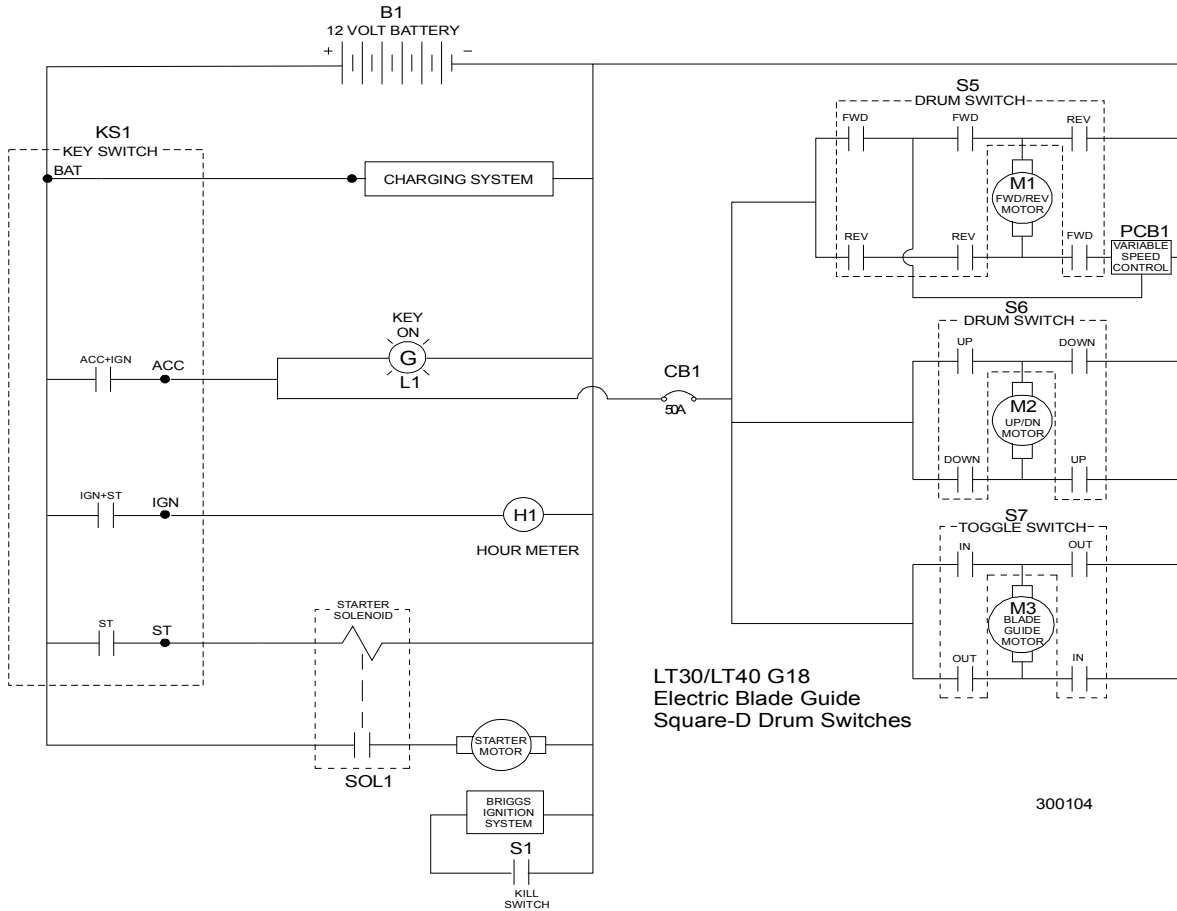 B1
12 VOLT BATTERY
+ −
KS1
KEY SWITCH
BAT
CHARGING SYSTEM
ACC+IGN
ACC
KEY
ON
G
L1
CB1
50A
IGN+ST
IGN
H1
HOUR METER
ST
ST
STARTER
SOLENOID
SOL1
STARTER
MOTOR
BRIGGS
IGNITION
SYSTEM
S1
KILL
SWITCH
S5
DRUM SWITCH
FWD FWD REV
M1
FWD/REV
MOTOR
REV REV FWD
PCB1
VARIABLE
SPEED
CONTROL
S6
DRUM SWITCH
UP DOWN
M2
UP/DN
MOTOR
DOWN UP
S7
TOGGLE SWITCH
IN OUT
M3
BLADE
GUIDE
MOTOR
OUT IN
LT30/LT40 G18
Electric Blade Guide
Square-D Drum Switches
300104